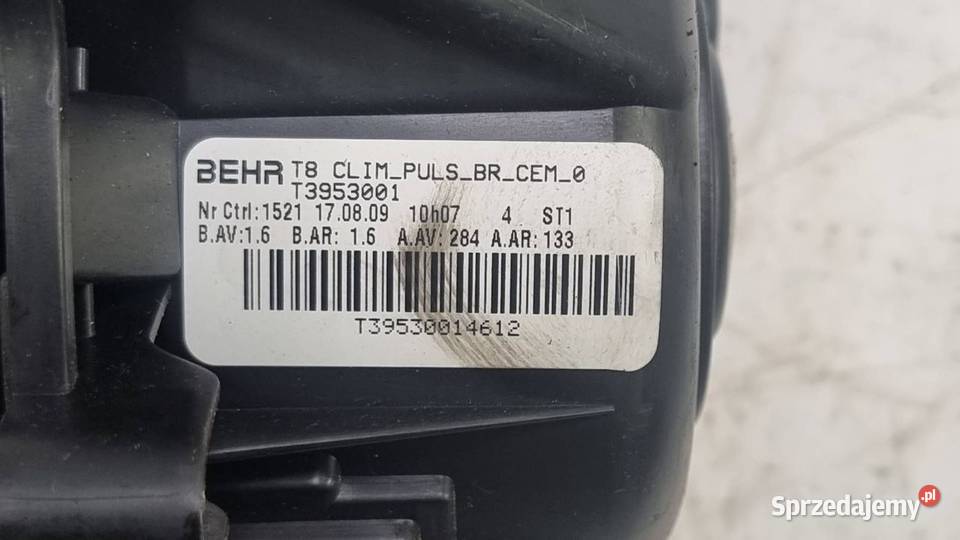 BEHR T8 CLIM_PULS_BR_CEM_0
T3953001
Nr Ctrl:1521 17.08.09 10h07 4 ST1
B.AV:1.6 B.AR: 1.6 A.AV: 284 A.AR: 133
T39530014612
Sprzedajemy.pl